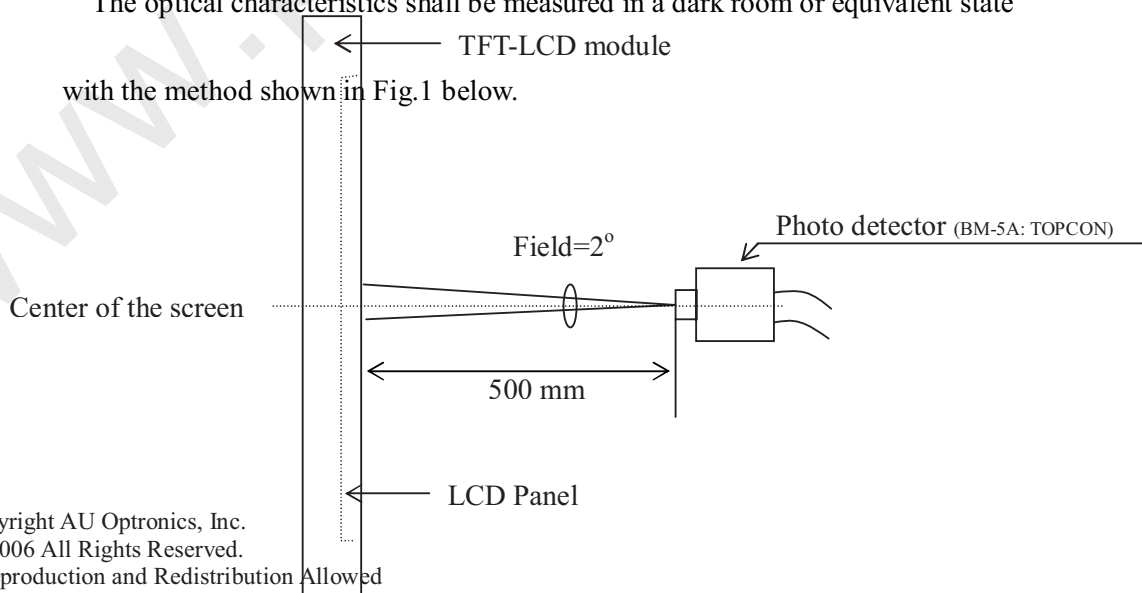 The optical characteristics shall be measured in a dark room or equivalent state
TFT-LCD module
with the method shown in Fig.1 below.
Photo detector (BM-5A: TOPCON)
Field=2°
Center of the screen
500 mm
LCD Panel
yright AU Optronics, Inc.
006 All Rights Reserved.
production and Redistribution Allowed
www.